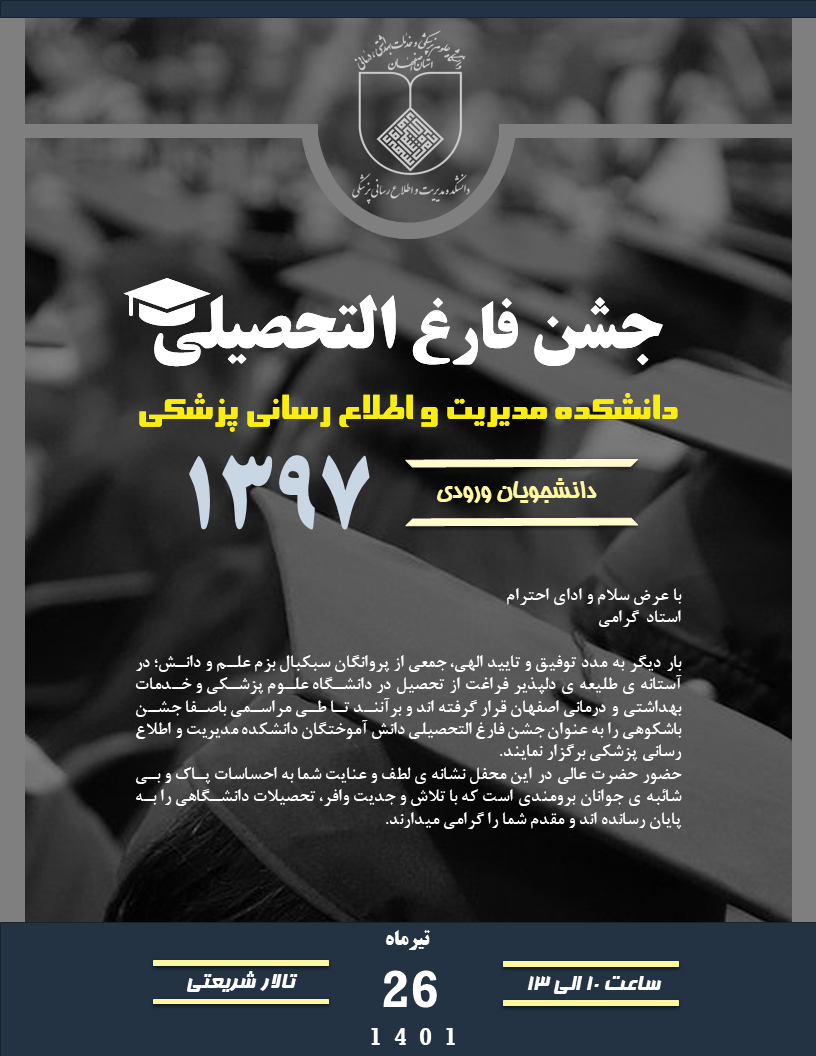 دانشگاه علوم پزشکی و خدمات بهداشتی، درمانی
استان اصفهان
دانشکده مدیریت و اطلاع رسانی پزشکی
جشن فارغ التحصیلی
دانشکده مدیریت و اطلاع رسانی پزشکی
دانشجویان ورودی
۱۳۹۷
با عرض سلام و ادای احترام
استاد گرامی
بار دیگر به مدد توفیق و تایید الهی، جمعی از پروانگان سبکبال بزم علم و دانش؛ در
آستانه ی طلیعه ی دلپذیر فراغت از تحصیل در دانشگاه علوم پزشکی و خدمات
بهداشتی و درمانی اصفهان قرار گرفته اند و برآنند تا طی مراسمی باصفا جشن
باشکوهی را به عنوان جشن فارغ التحصیلی دانش آموختگان دانشکده مدیریت و اطلاع
رسانی پزشکی برگزار نمایند.
حضور حضرت عالی در این محفل نشانه ی لطف و عنایت شما به احساسات پاک و بی
شائبه ی جوانان برومندی است که با تلاش و جدیت وافر، تحصیلات دانشگاهی را به
پایان رسانده اند و مقدم شما را گرامی میدارند.
تیرماه
ساعت ۱۰ الی ۱۳
26
تالار شریعتی
1401